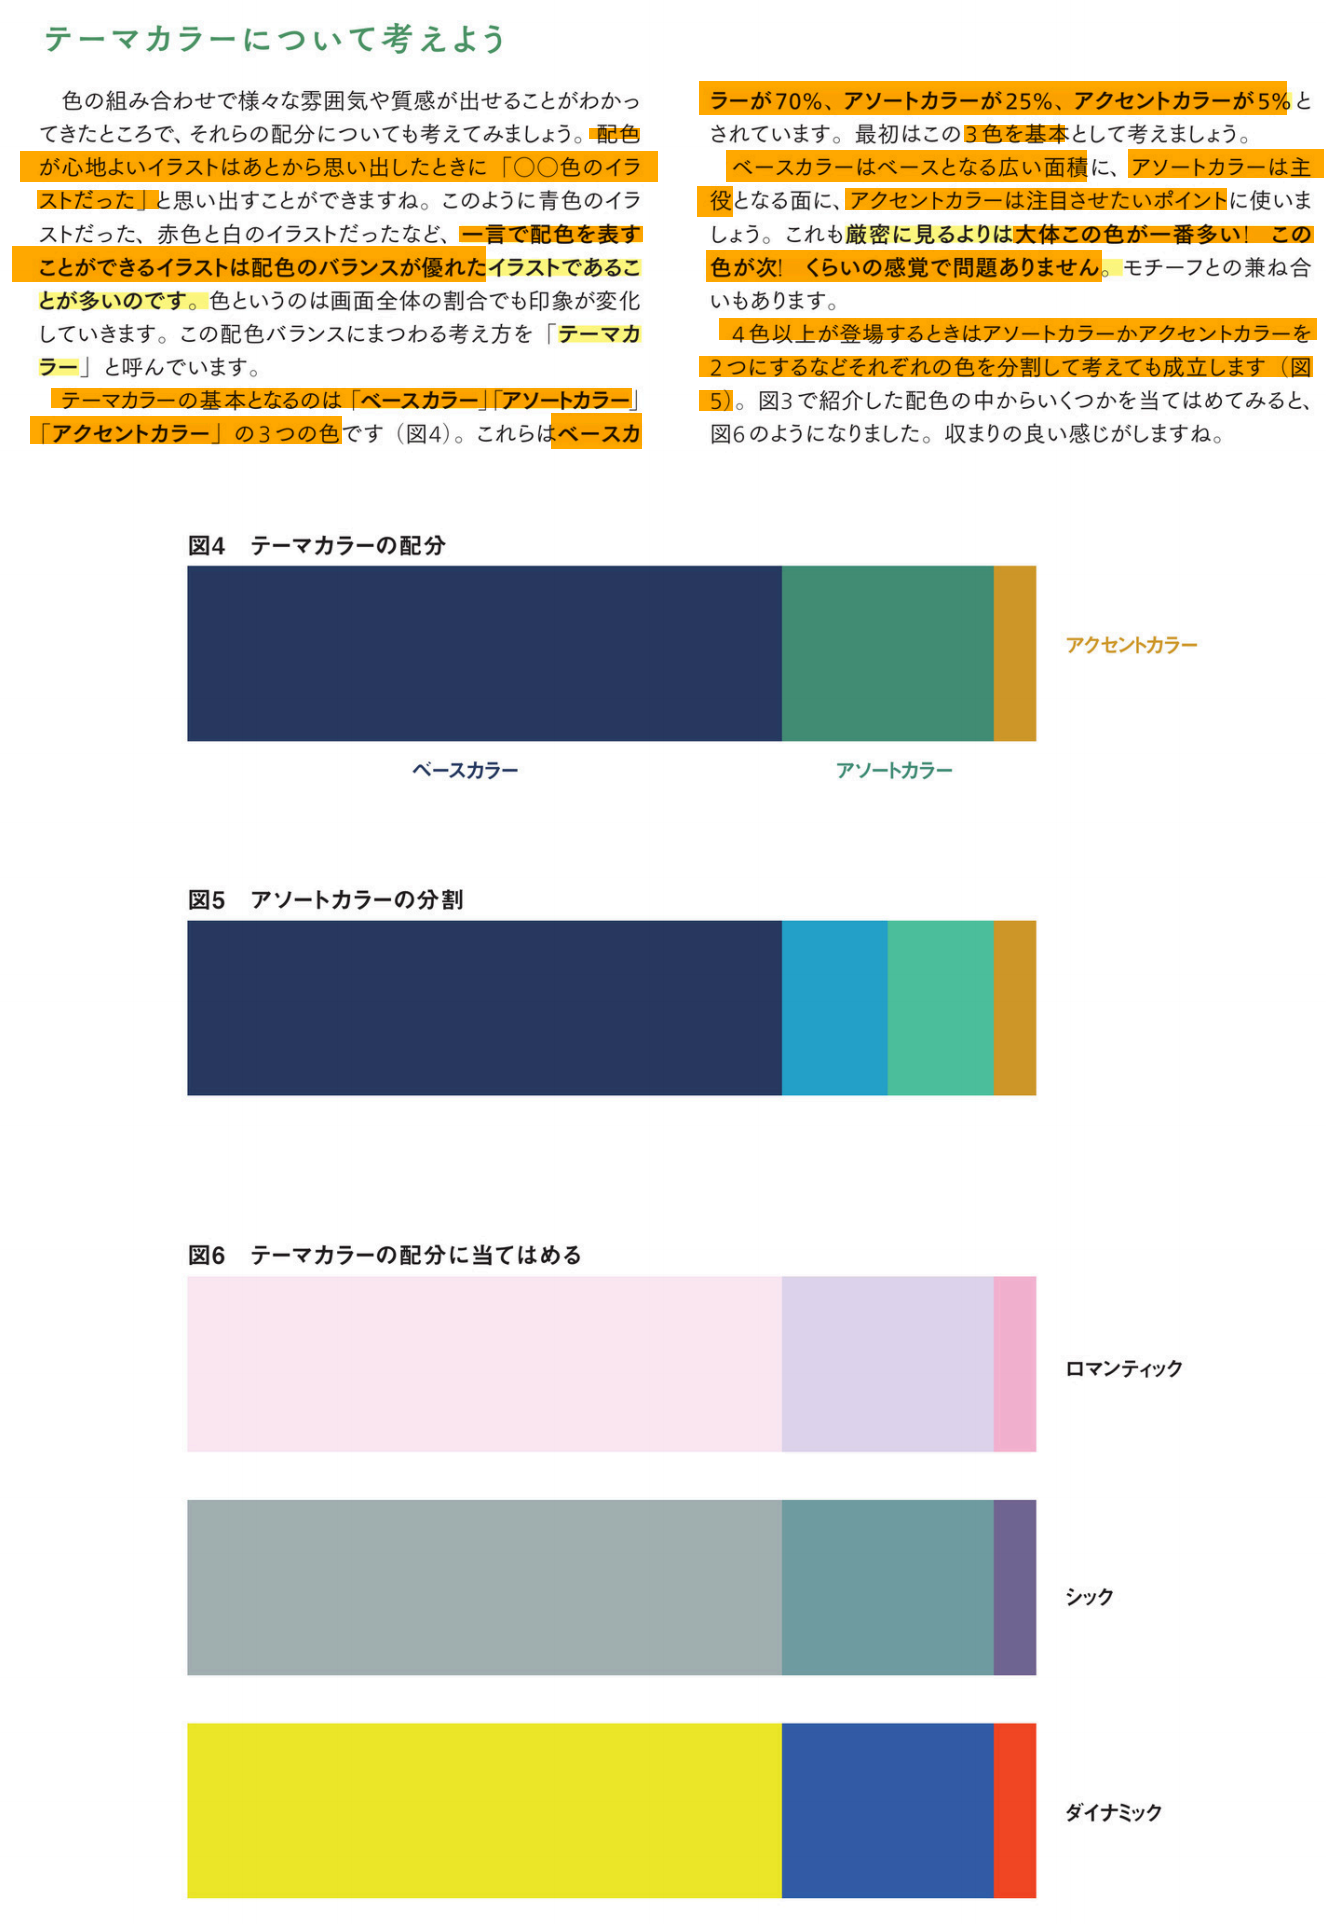 テーマカラーについて考えよう
色の組み合わせで様々な雰囲気や質感が出せることがわかっ
てきたところで、それらの配分についても考えてみましょう。配色
が心地よいイラストはあとから思い出したときに「〇〇色のイラ
ストだった」と思い出すことができますね。このように青色のイラ
ストだった、赤色と白のイラストだったなど、一言で配色を表す
ことができるイラストは配色のバランスが優れたイラストであるこ
とが多いのです。色というのは画面全体の割合でも印象が変化
していきます。この配色バランスにまつわる考え方を「テーマカ
ラー」と呼んでいます。
テーマカラーの基本となるのは「ベースカラー」「アソートカラー」
「アクセントカラー」の3つの色です（図4）。これらはベースカ
ラーが70%、アソートカラーが25%、アクセントカラーが5%と
されています。最初はこの3色を基本として考えましょう。
ベースカラーはベースとなる広い面積に、アソートカラーは主
役となる面に、アクセントカラーは注目させたいポイントに使いま
しょう。これも厳密に見るよりは大体この色が一番多い!　この
色が次!　くらいの感覚で問題ありません。モチーフとの兼ね合
いもあります。
4色以上が登場するときはアソートカラーかアクセントカラーを
2つにするなどそれぞれの色を分割して考えても成立します（図
5）。図3で紹介した配色の中からいくつかを当てはめてみると、
図6のようになりました。収まりの良い感じがしますね。
図4　テーマカラーの配分
アクセントカラー
ベースカラー
アソートカラー
図5　アソートカラーの分割
図6　テーマカラーの配分に当てはめる
ロマンティック
シック
ダイナミック